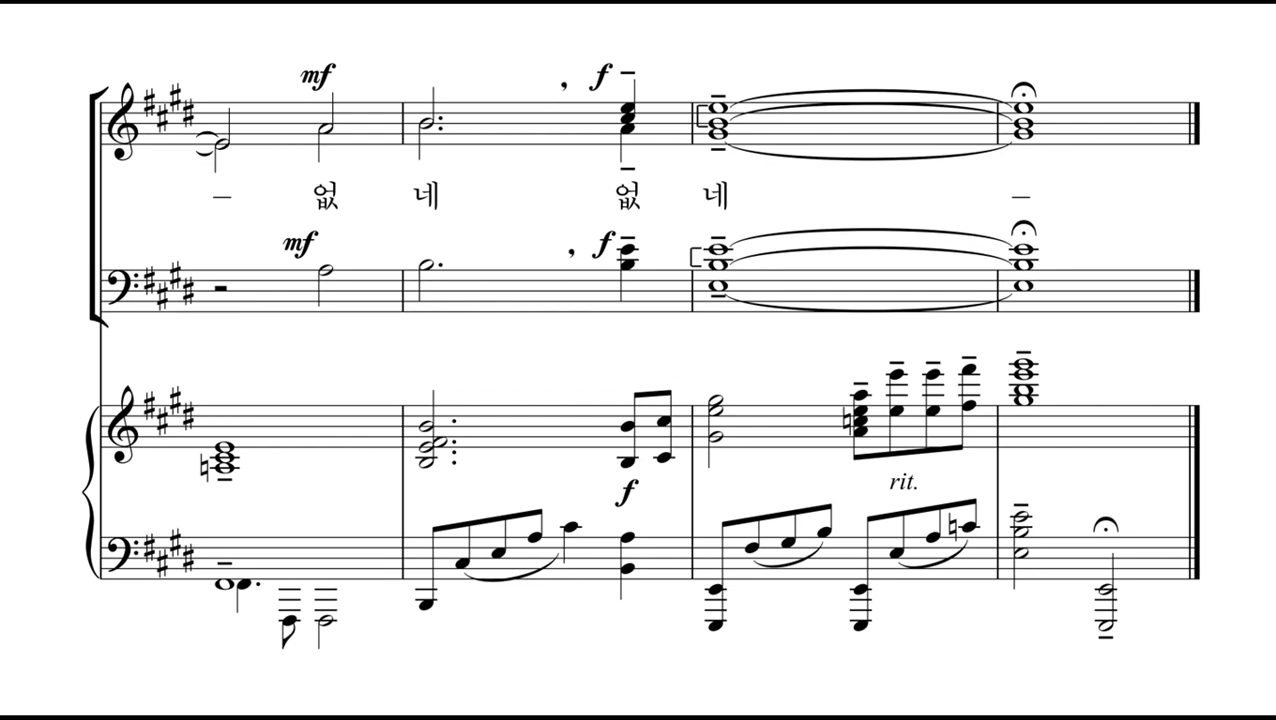 mf , f
– 없 네 없 네 –
mf , f
rit.
f